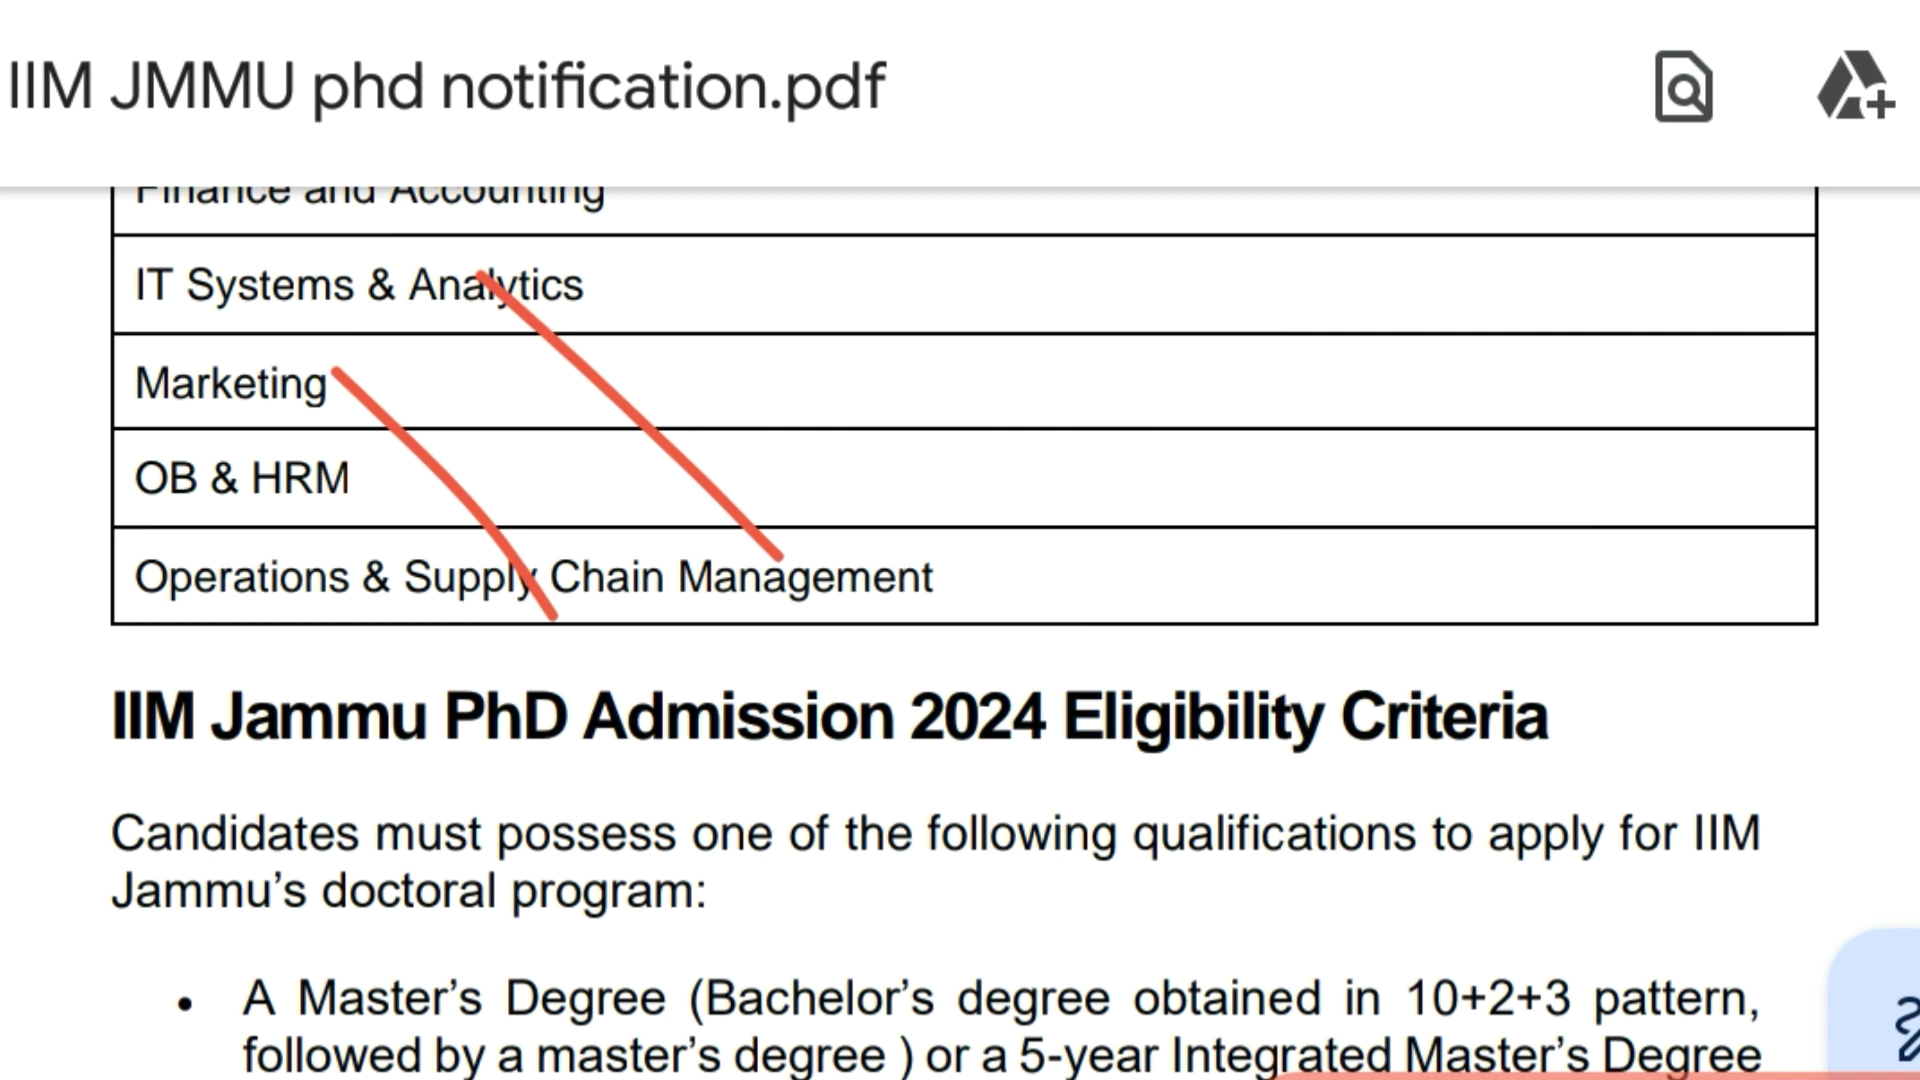 IIM JMMU phd notification.pdf
Finance and Accounting
IT Systems & Analytics
Marketing
OB & HRM
Operations & Supply Chain Management
IIM Jammu PhD Admission 2024 Eligibility Criteria
Candidates must possess one of the following qualifications to apply for IIM
Jammu’s doctoral program:
• A Master’s Degree (Bachelor’s degree obtained in 10+2+3 pattern,
followed by a master’s degree ) or a 5-year Integrated Master’s Degree